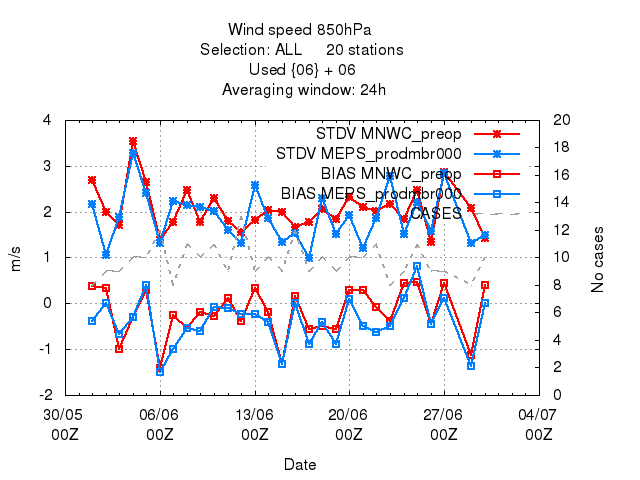 Wind speed 850hPa
Selection: ALL 20 stations
Used {06} + 06
Averaging window: 24h
STDV MNWC_preop
STDV MEPS_prodmbr000
BIAS MNWC_preop
BIAS MEPS_prodmbr000
CASES
4
3
2
1
0
-1
-2
m/s
20
18
16
14
12
10
8
6
4
2
0
No cases
30/05 06/06 13/06 20/06 27/06 04/07
00Z 00Z 00Z 00Z 00Z 00Z
Date